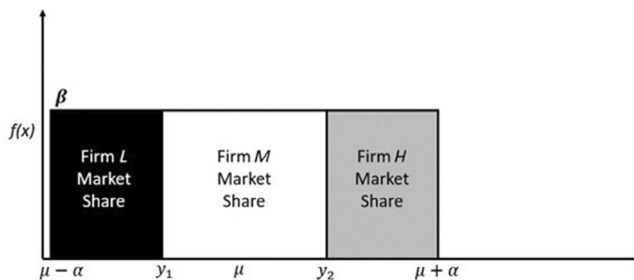 β
f(x)
Firm L
Market
Share
Firm M
Market
Share
Firm H
Market
Share
μ − α
y₁
μ
y₂
μ + α